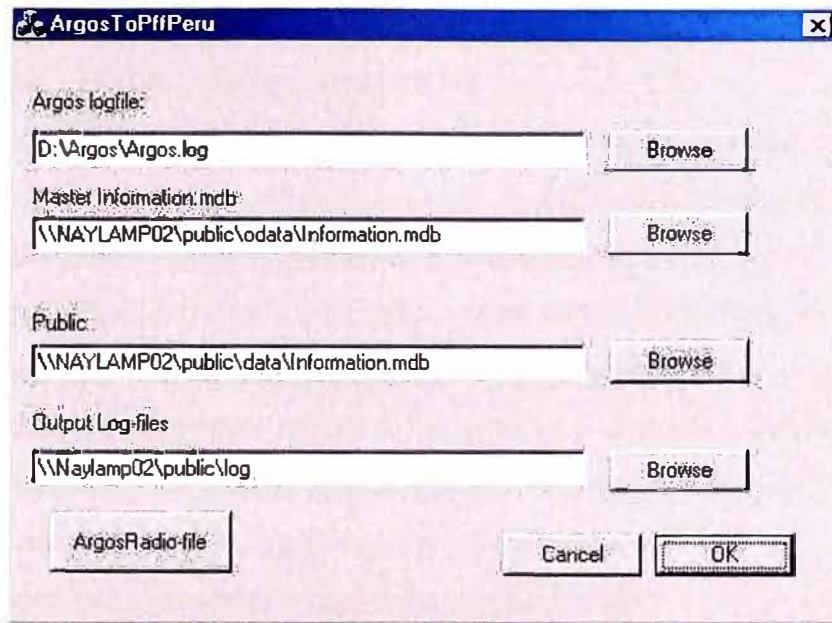 ArgosToPffPeru
Argos logfile:
D:\Argos\Argos.log
Browse
Master Information.mdb
\\NAYLAMP02\public\odata\Information.mdb
Browse
Public:
\\NAYLAMP02\public\data\Information.mdb
Browse
Output Log-files
\\Naylamp02\public\log
Browse
ArgosRadio-file
Cancel
OK